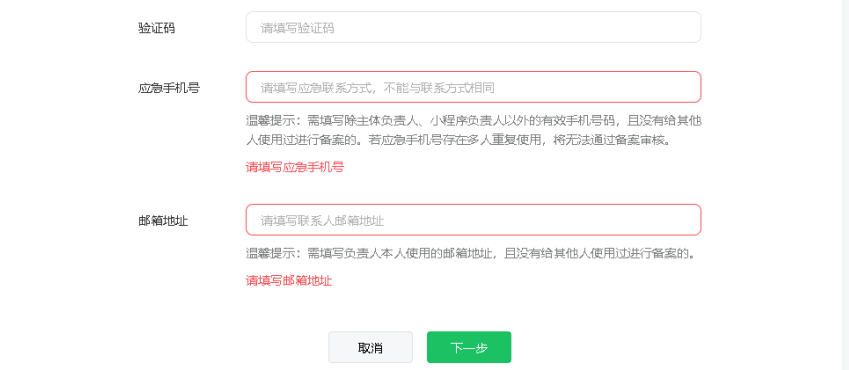 验证码
请填写验证码
应急手机号
请填写应急联系方式，不能与联系方式相同
温馨提示：需填写除主体负责人、小程序负责人以外的有效手机号码，且没有给其他
人使用过进行备案的。若应急手机号存在多人重复使用，将无法通过备案审核。
请填写应急手机号
邮箱地址
请填写联系人邮箱地址
温馨提示：需填写负责人本人使用的邮箱地址，且没有给其他人使用过进行备案的。
请填写邮箱地址
取消
下一步